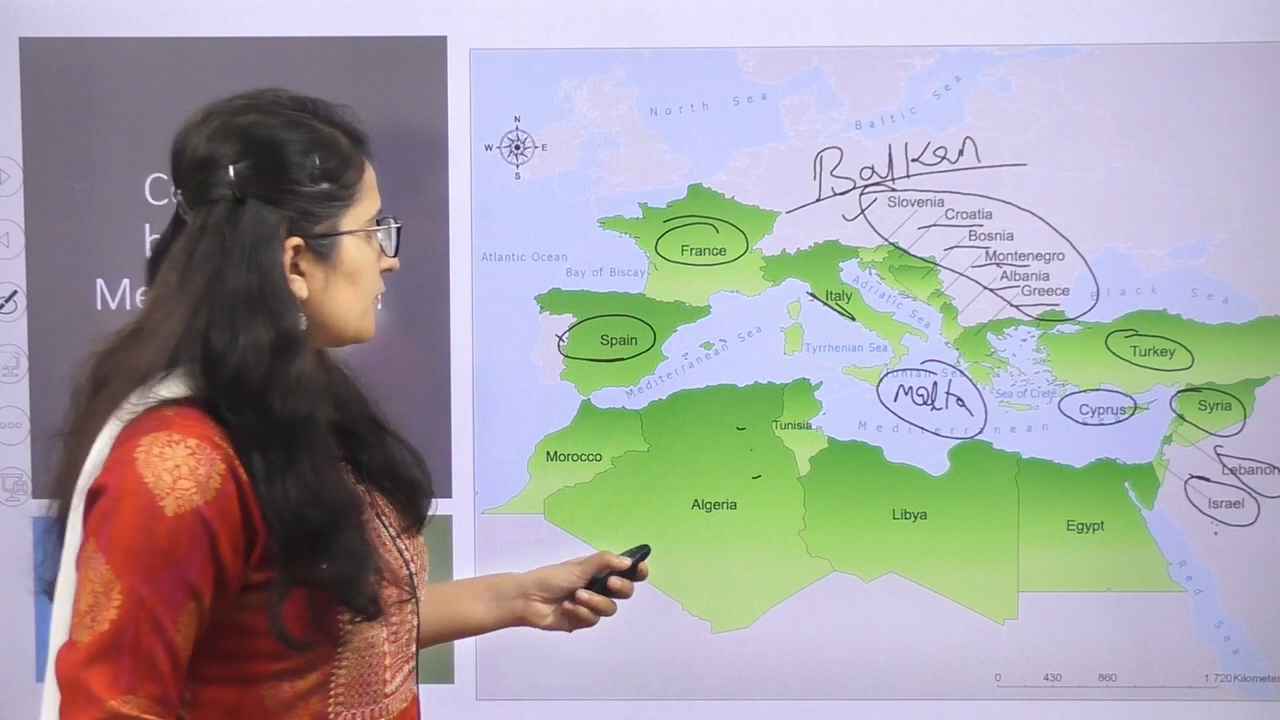 North Sea
Baltic Sea
N
W E
S
Balkan
Slovenia
Croatia
Bosnia
Montenegro
Albania
Greece
France
Atlantic Ocean
Bay of Biscay
Black Sea
Italy
Adriatic Sea
Spain
Mediterranean Sea
Tyrrhenian Sea
Turkey
Ionian Sea
Malta
Sea of Crete
Cyprus
Syria
Tunisia
Mediterranean
Morocco
Lebanon
Algeria
Libya
Israel
Egypt
Red Sea
0 430 860 1.720